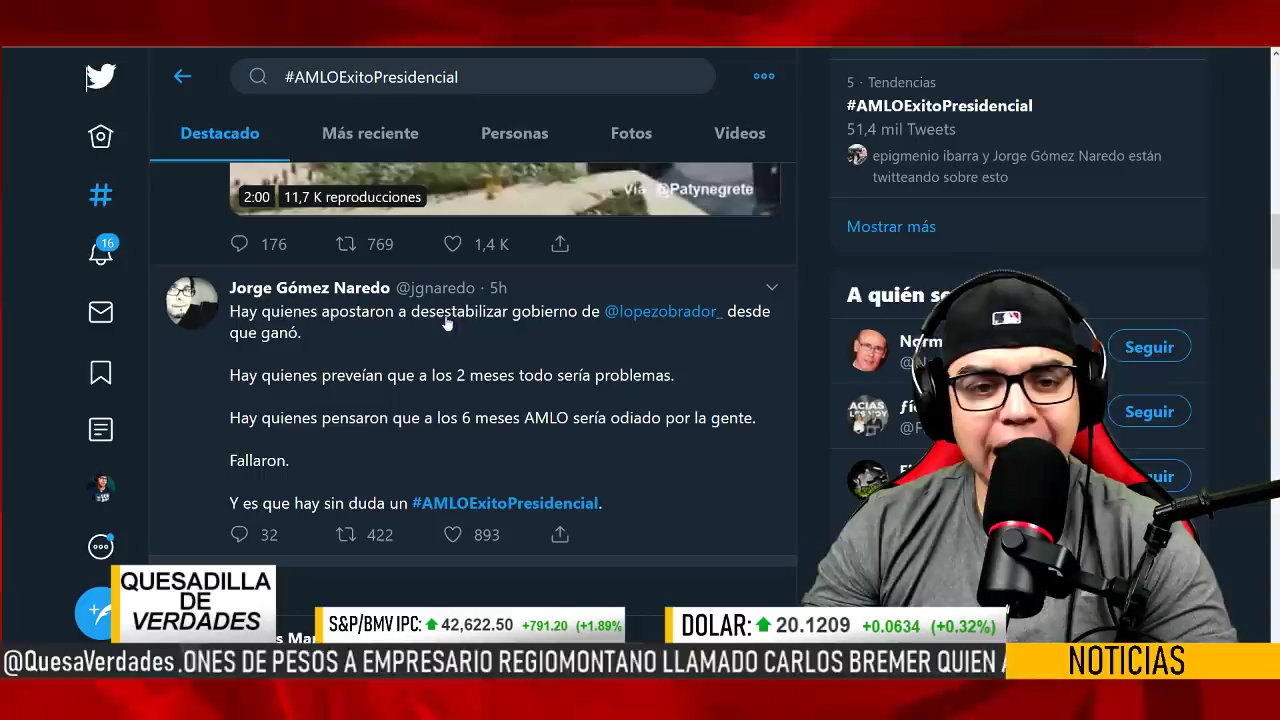 #AMLOExitoPresidencial
Destacado
Más reciente
Personas
Fotos
Videos
Vía @Patynegrete
2:00
11,7 K reproducciones
176
769
1,4 K
Jorge Gómez Naredo @jgnaredo · 5h
Hay quienes apostaron a desestabilizar gobierno de @lopezobrador_ desde
que ganó.
Hay quienes preveían que a los 2 meses todo sería problemas.
Hay quienes pensaron que a los 6 meses AMLO sería odiado por la gente.
Fallaron.
Y es que hay sin duda un #AMLOExitoPresidencial.
32
422
893
16
5 · Tendencias
#AMLOExitoPresidencial
51,4 mil Tweets
epigmenio ibarra y Jorge Gómez Naredo están
twitteando sobre esto
Mostrar más
A quién
Seguir
Seguir
QUESADILLA
DE
VERDADES
S&P/BMV IPC: 42,622.50 +791.20 (+1.89%)
DOLAR: 20.1209 +0.0634 (+0.32%)
@QuesaVerdades .ONES DE PESOS A EMPRESARIO REGIOMONTANO LLAMADO CARLOS BREMER QUIEN
NOTICIAS